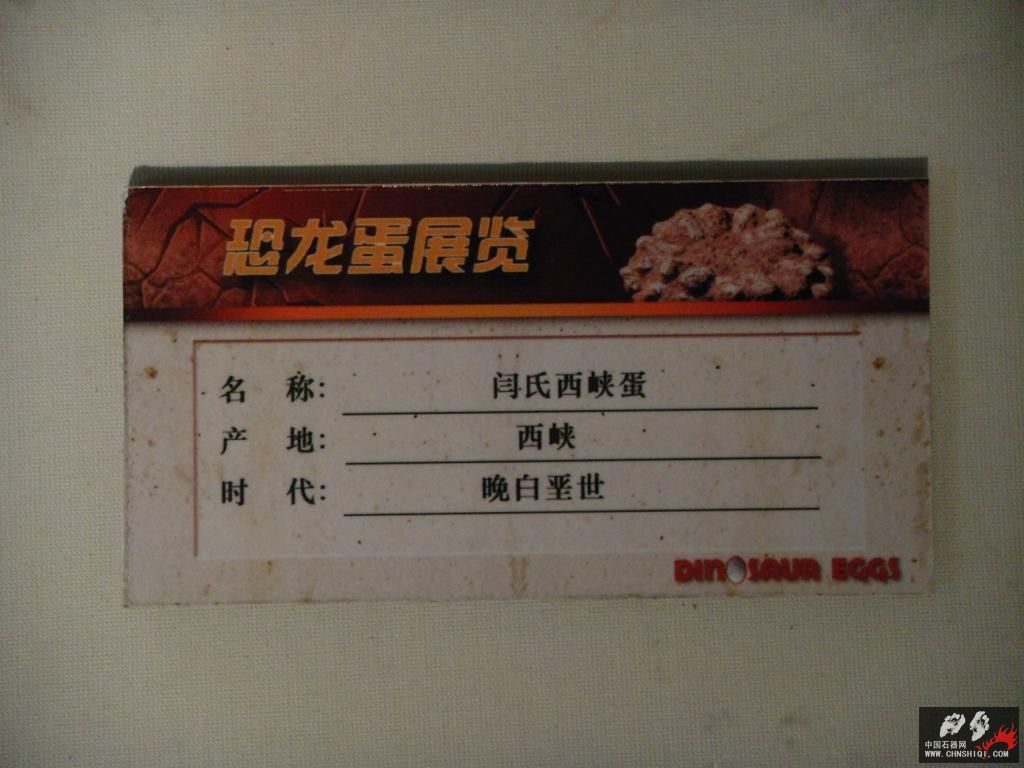 恐龙蛋展览
名 称: 闫氏西峡蛋
产 地: 西峡
时 代: 晚白垩世
DINOSAUR EGGS
中国石器网
WWW.CHNSHIQI.COM